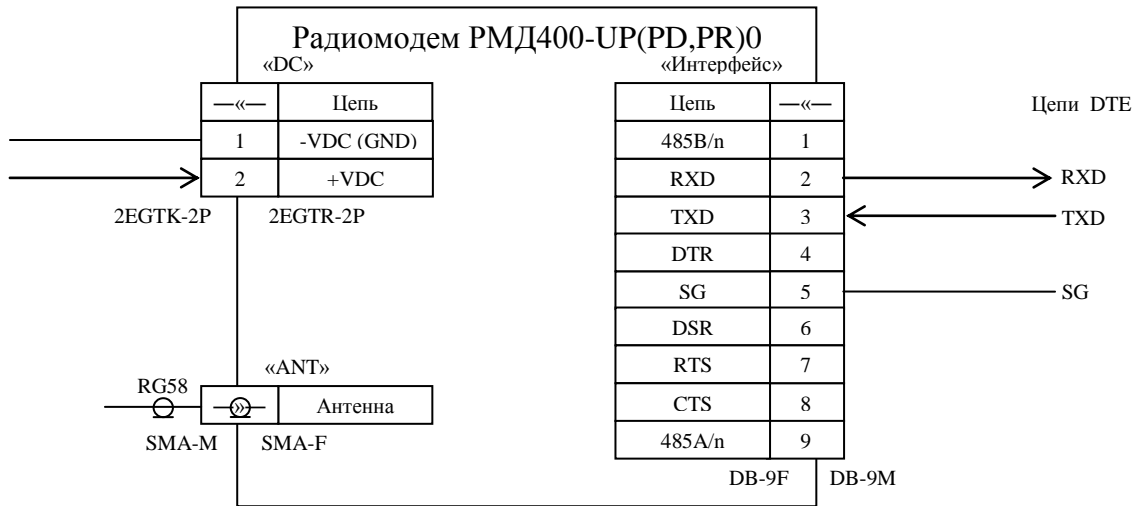 Радиомодем РМД400-UP(PD,PR)0
«DC»
«Интерфейс»
—«— Цепь
1 -VDC (GND)
2 +VDC
2EGTK-2P 2EGTR-2P
Цепь —«—
485B/n 1
RXD 2
TXD 3
DTR 4
SG 5
DSR 6
RTS 7
CTS 8
485A/n 9
DB-9F DB-9M
Цепи DTE
RXD
TXD
SG
«ANT»
RG58
—»— Антенна
SMA-M SMA-F